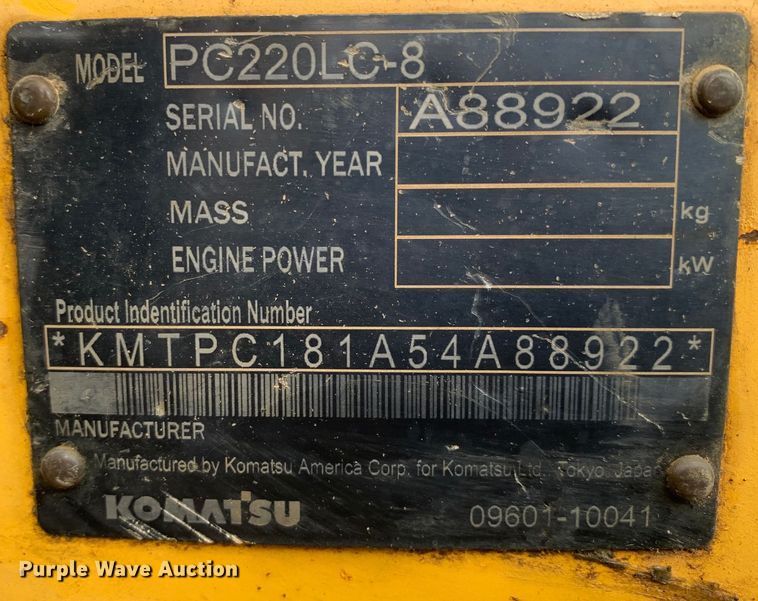 MODEL PC220LC-8
SERIAL NO. A88922
MANUFACT. YEAR
MASS kg
ENGINE POWER kW
Product Indentification Number
*KMTPC181A54A88922*
MANUFACTURER
Manufactured by Komatsu America Corp. for Komatsu Ltd. Tokyo, Japan
KOMATSU 09601-10041
Purple Wave Auction